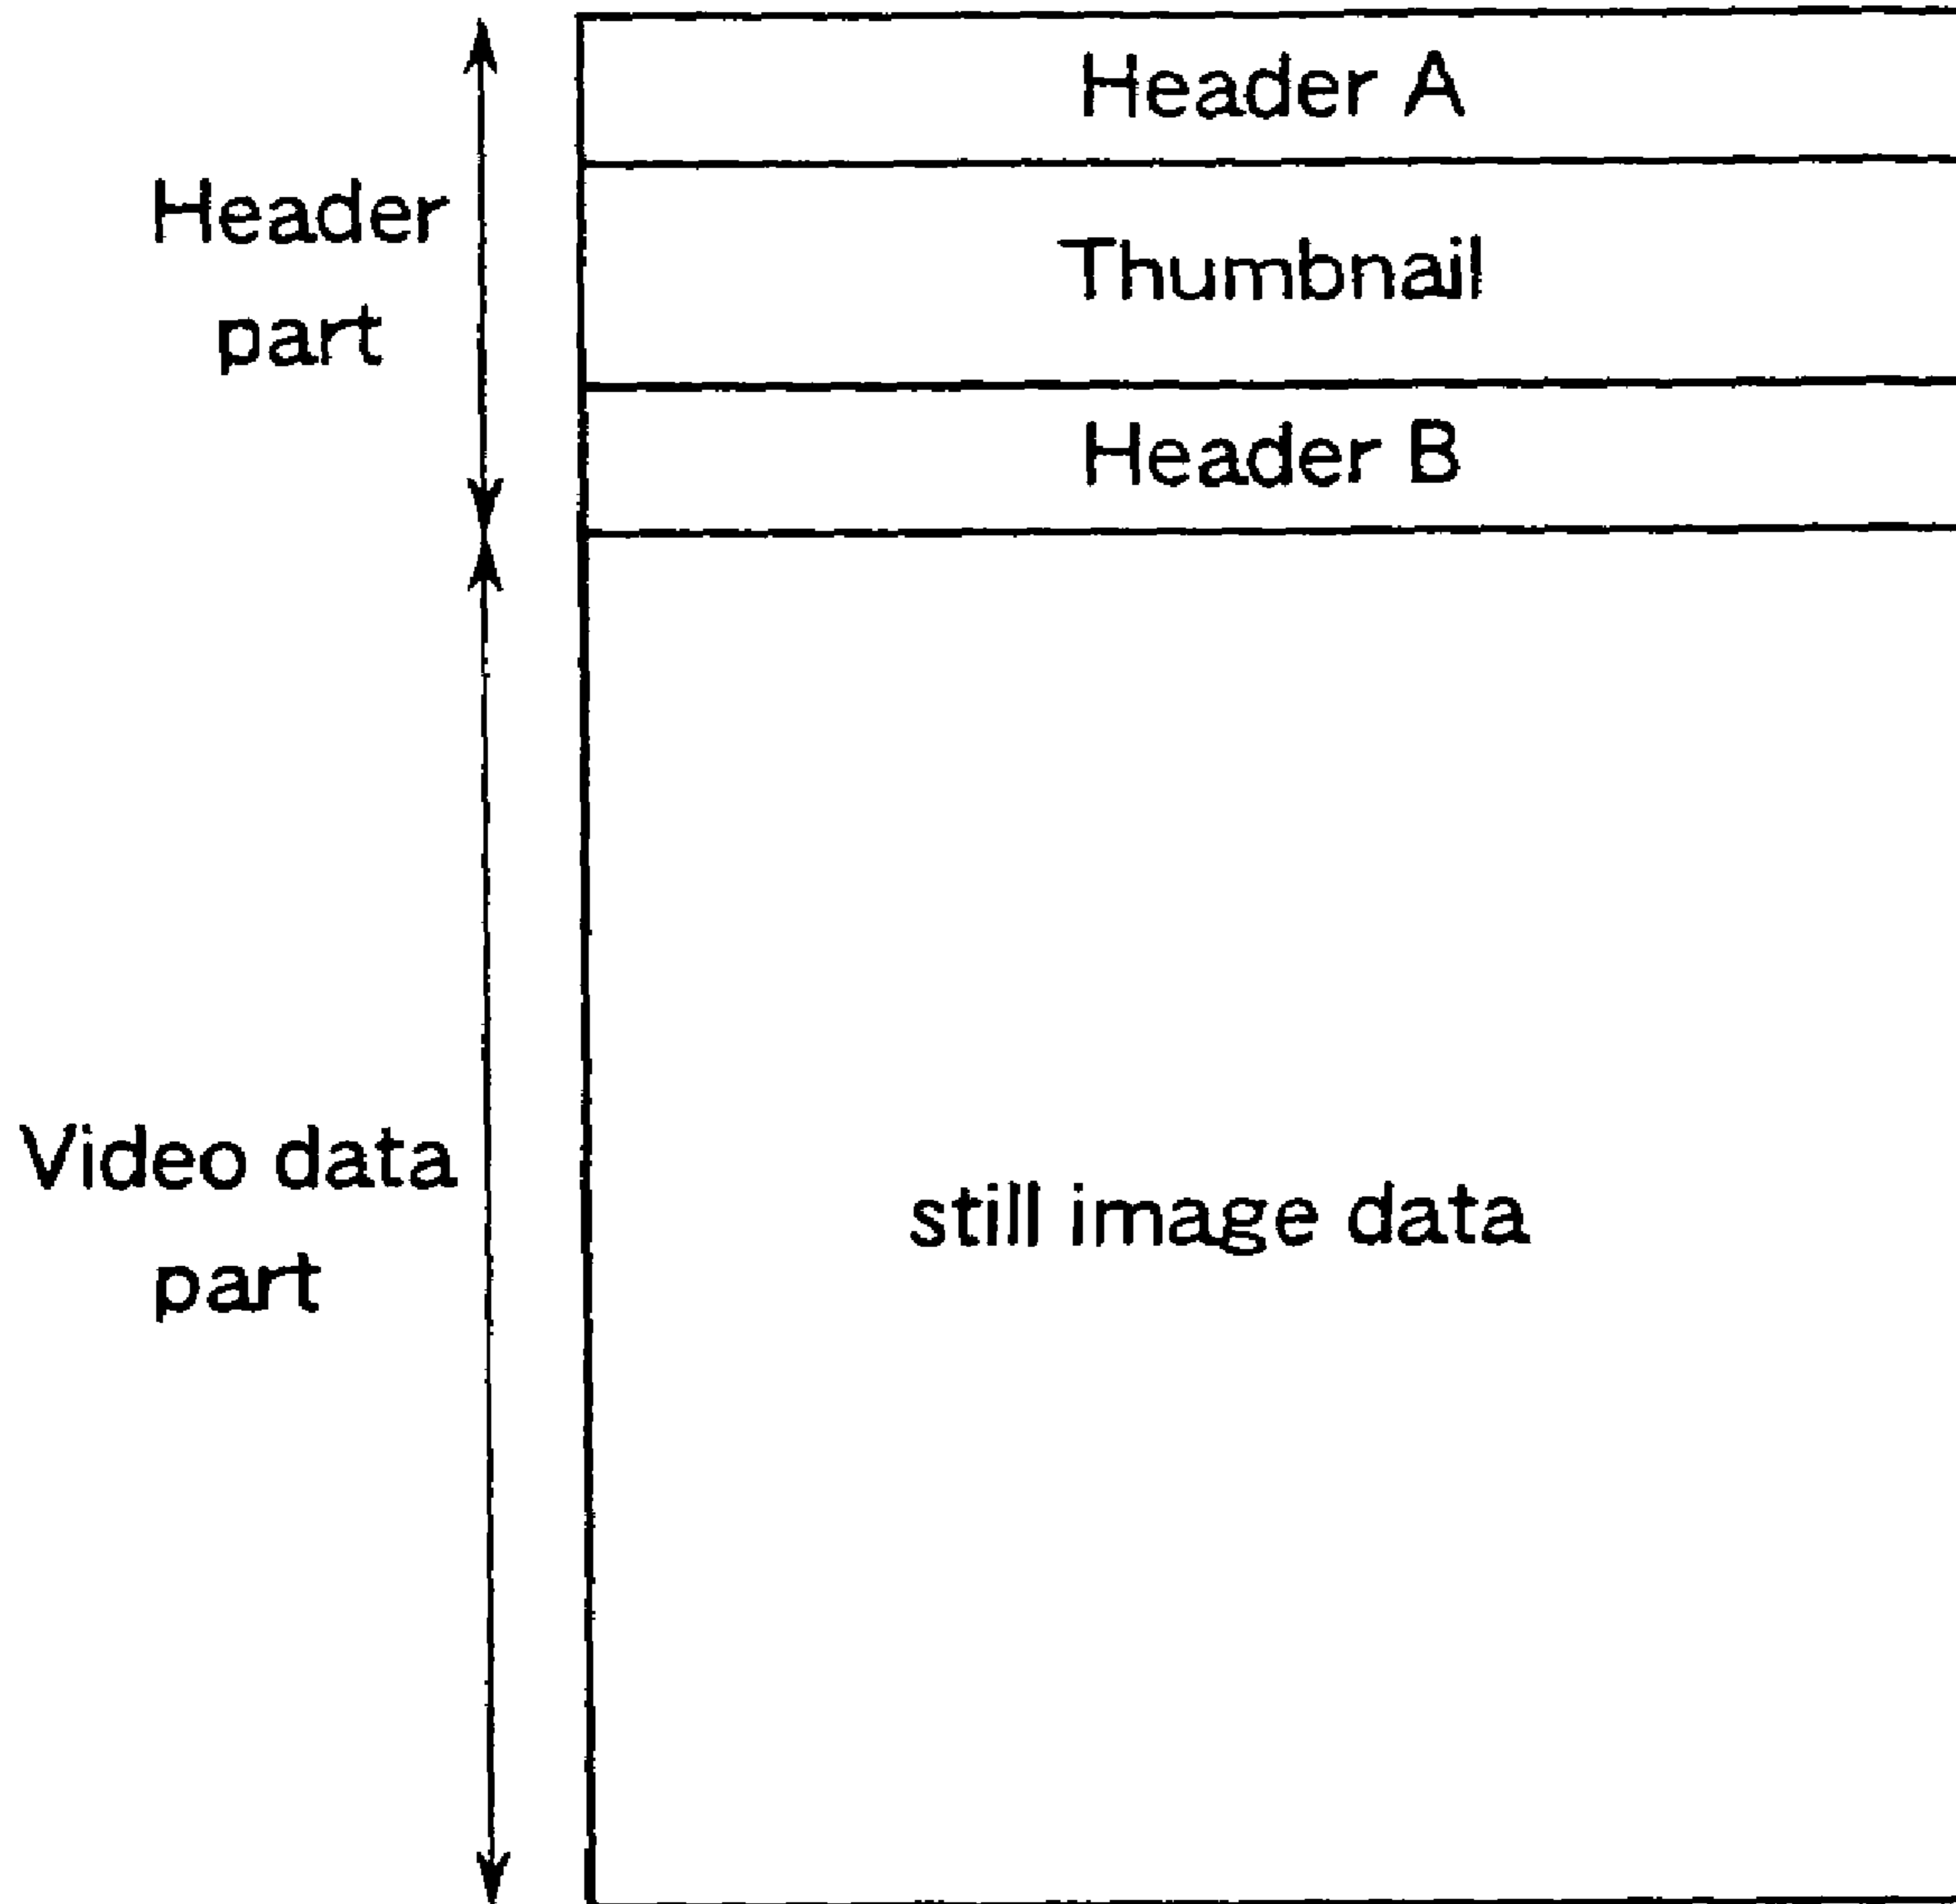 Header A
Header
part
Thumbnail
Header B
Video data
part
still image data